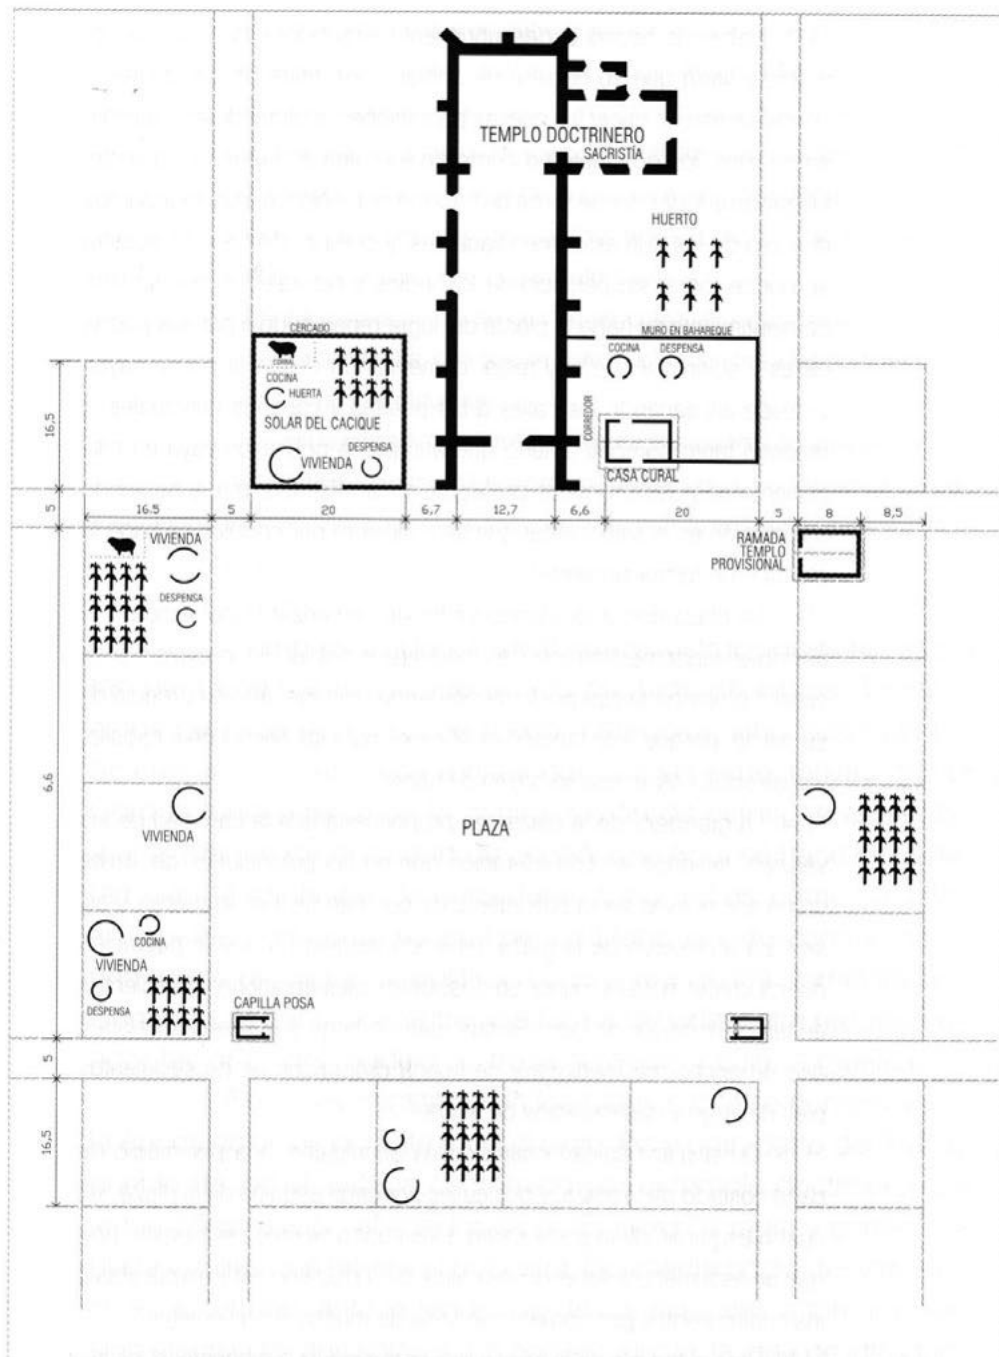 TEMPLO DOCTRINERO
SACRISTÍA
HUERTO
CERCADO
MURO EN BAHAREQUE
CORRAL
COCINA
HUERTA
SOLAR DEL CACIQUE
DESPENSA
VIVIENDA
COCINA
DESPENSA
CORREDOR
CASA CURAL
16,5
5
16.5
5
20
6,7
12,7
6,6
20
5
8
8,5
VIVIENDA
DESPENSA
RAMADA
TEMPLO
PROVISIONAL
6,6
VIVIENDA
PLAZA
COCINA
VIVIENDA
DESPENSA
CAPILLA POSA
5
16,5